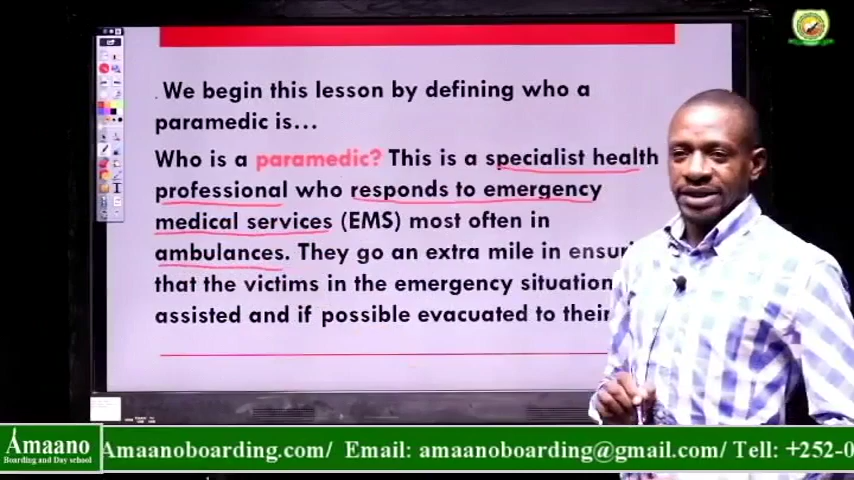 . We begin this lesson by defining who a
paramedic is...
Who is a paramedic? This is a specialist health
professional who responds to emergency
medical services (EMS) most often in
ambulances. They go an extra mile in
that the victims in the emergency situation
assisted and if possible evacuated to their
Amaano
Boarding and Day school
Amaanoboarding.com/ Email: amaanoboarding@gmail.com/ Tell: +252-0